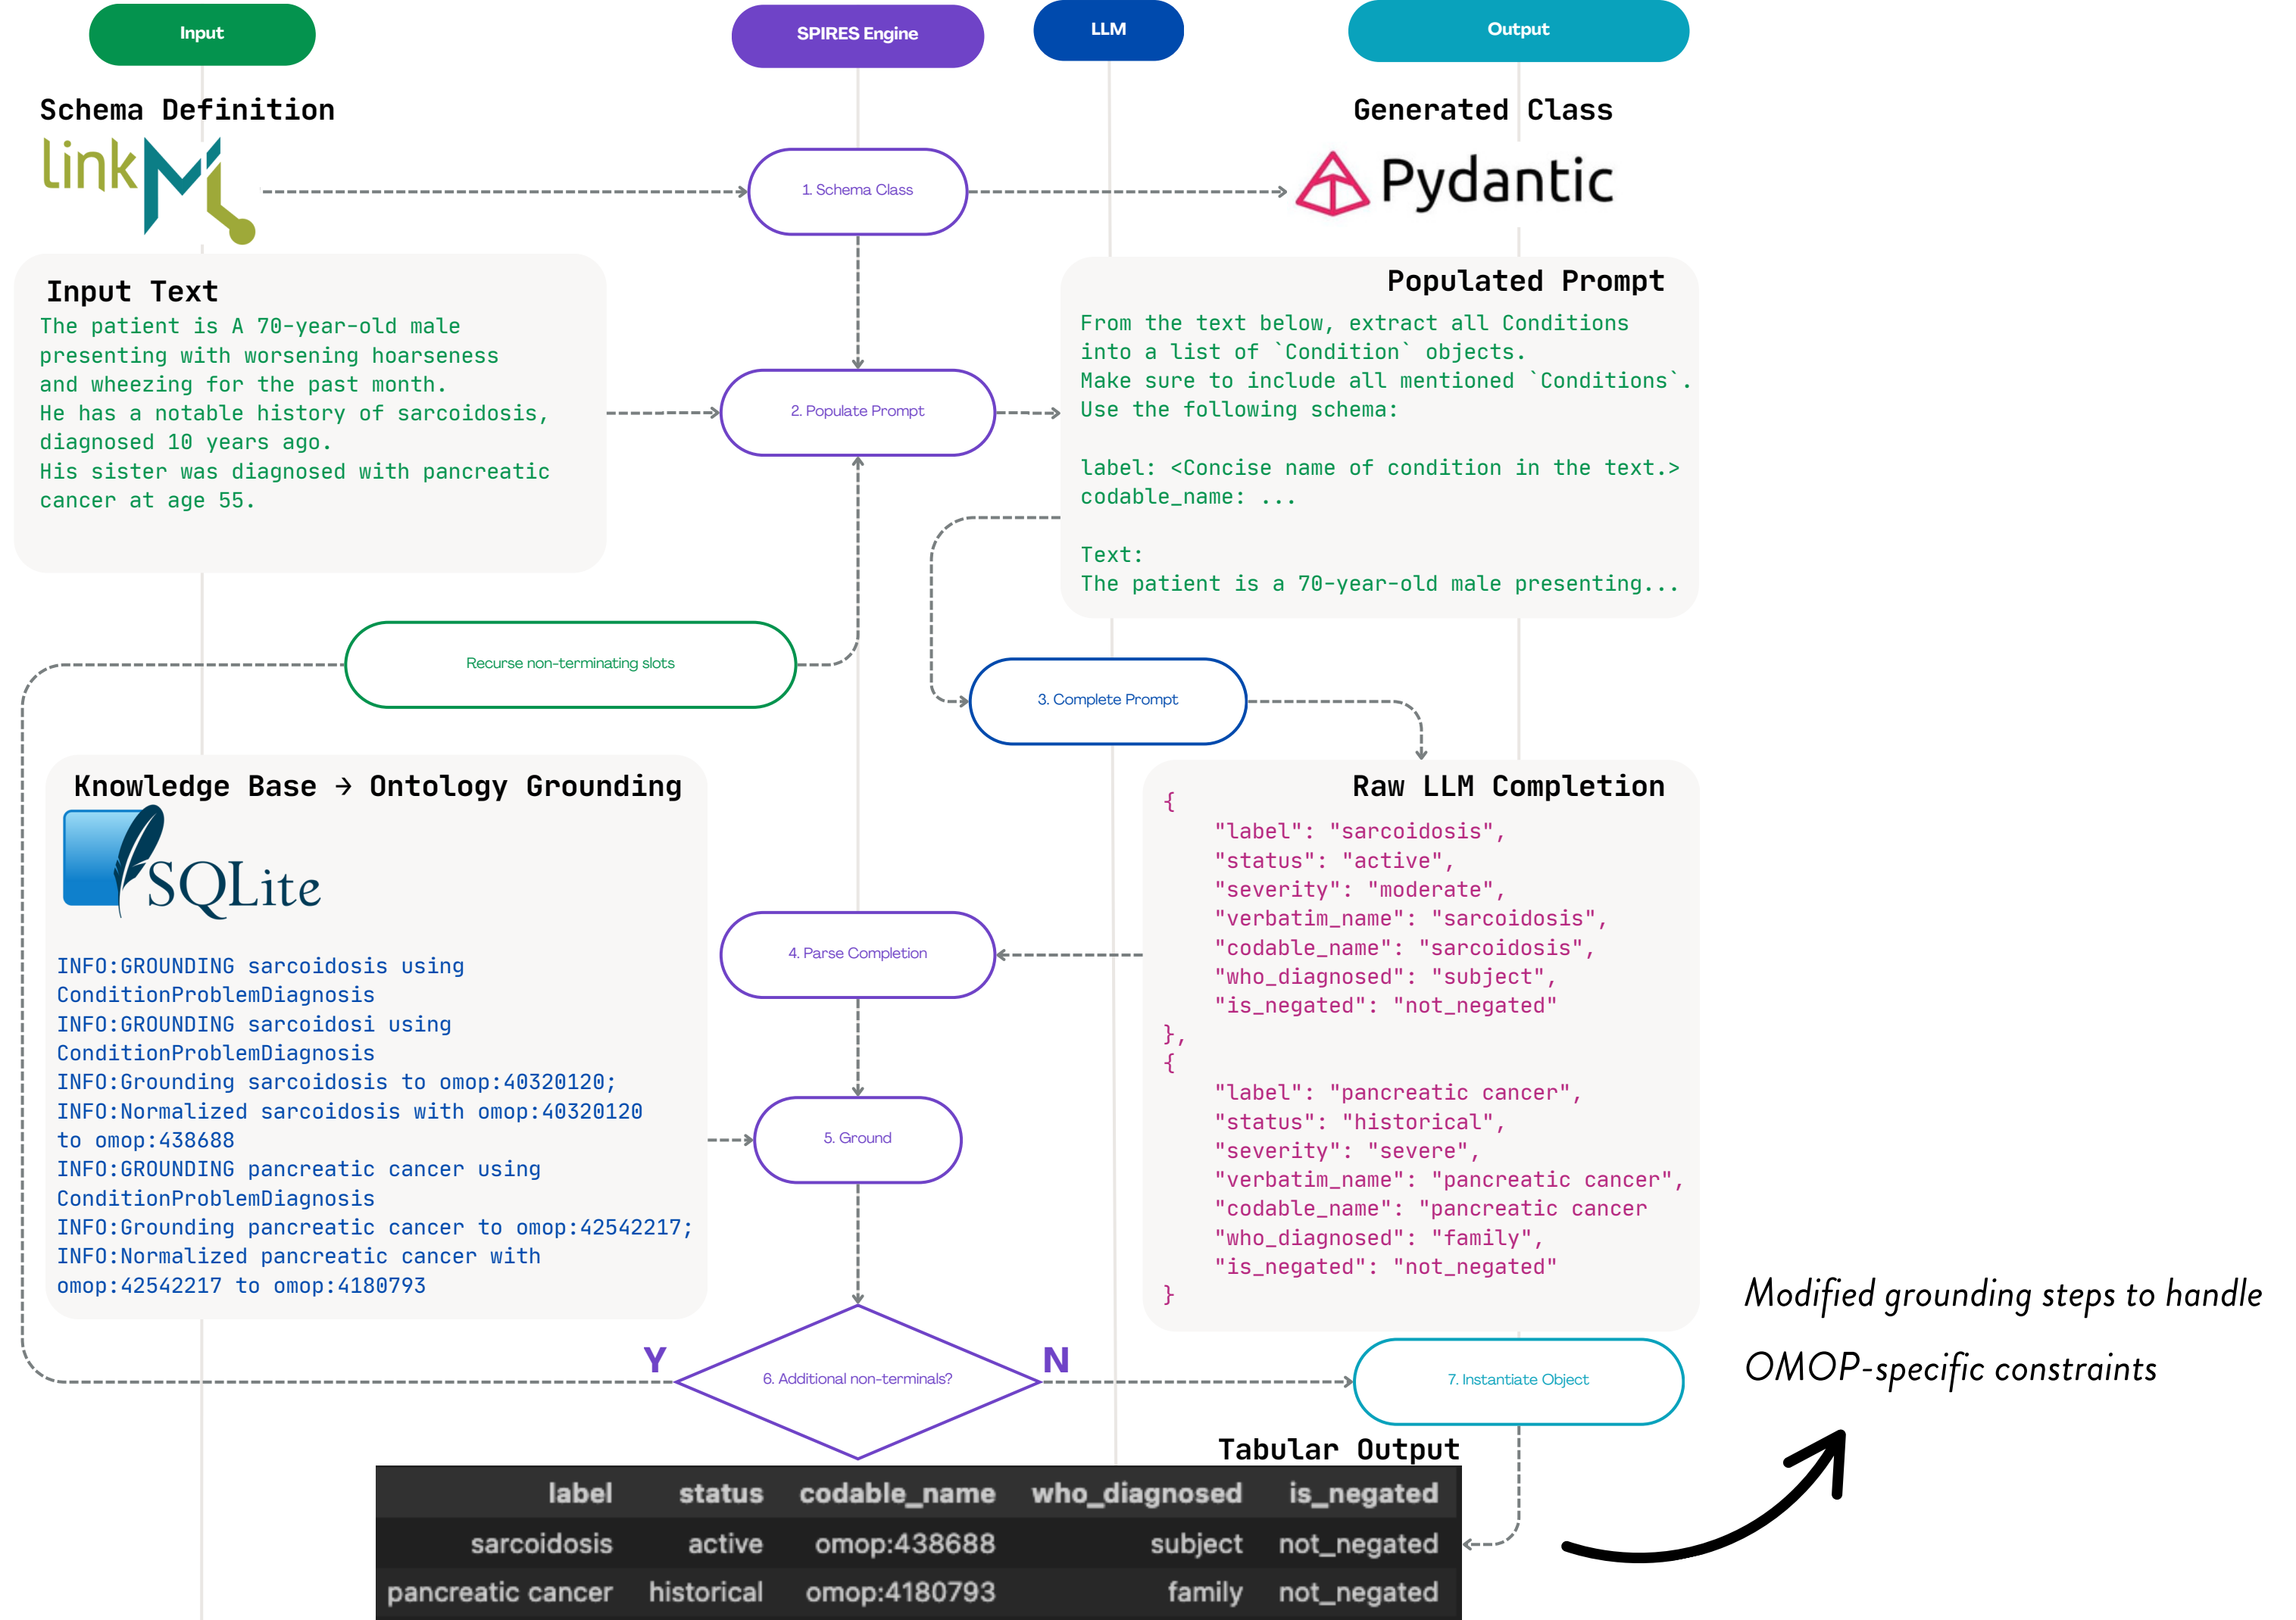 Input
SPIRES Engine
LLM
Output
Schema Definition
linkML
1. Schema Class
Generated Class
Pydantic
Input Text
The patient is A 70-year-old male
presenting with worsening hoarseness
and wheezing for the past month.
He has a notable history of sarcoidosis,
diagnosed 10 years ago.
His sister was diagnosed with pancreatic
cancer at age 55.
2. Populate Prompt
Populated Prompt
From the text below, extract all Conditions
into a list of `Condition` objects.
Make sure to include all mentioned `Conditions`.
Use the following schema:
label: <Concise name of condition in the text.>
codable_name: ...
Text:
The patient is a 70-year-old male presenting...
Recurse non-terminating slots
3. Complete Prompt
Knowledge Base → Ontology Grounding
SQLite
INFO:GROUNDING sarcoidosis using
ConditionProblemDiagnosis
INFO:GROUNDING sarcoidosi using
ConditionProblemDiagnosis
INFO:Grounding sarcoidosis to omop:40320120;
INFO:Normalized sarcoidosis with omop:40320120
to omop:438688
INFO:GROUNDING pancreatic cancer using
ConditionProblemDiagnosis
INFO:Grounding pancreatic cancer to omop:42542217;
INFO:Normalized pancreatic cancer with
omop:42542217 to omop:4180793
4. Parse Completion
5. Ground
Raw LLM Completion
{
"label": "sarcoidosis",
"status": "active",
"severity": "moderate",
"verbatim_name": "sarcoidosis",
"codable_name": "sarcoidosis",
"who_diagnosed": "subject",
"is_negated": "not_negated"
},
{
"label": "pancreatic cancer",
"status": "historical",
"severity": "severe",
"verbatim_name": "pancreatic cancer",
"codable_name": "pancreatic cancer
"who_diagnosed": "family",
"is_negated": "not_negated"
}
Y
6. Additional non-terminals?
N
7. Instantiate Object
Modified grounding steps to handle
OMOP-specific constraints
Tabular Output
label status codable_name who_diagnosed is_negated
sarcoidosis active omop:438688 subject not_negated
pancreatic cancer historical omop:4180793 family not_negated